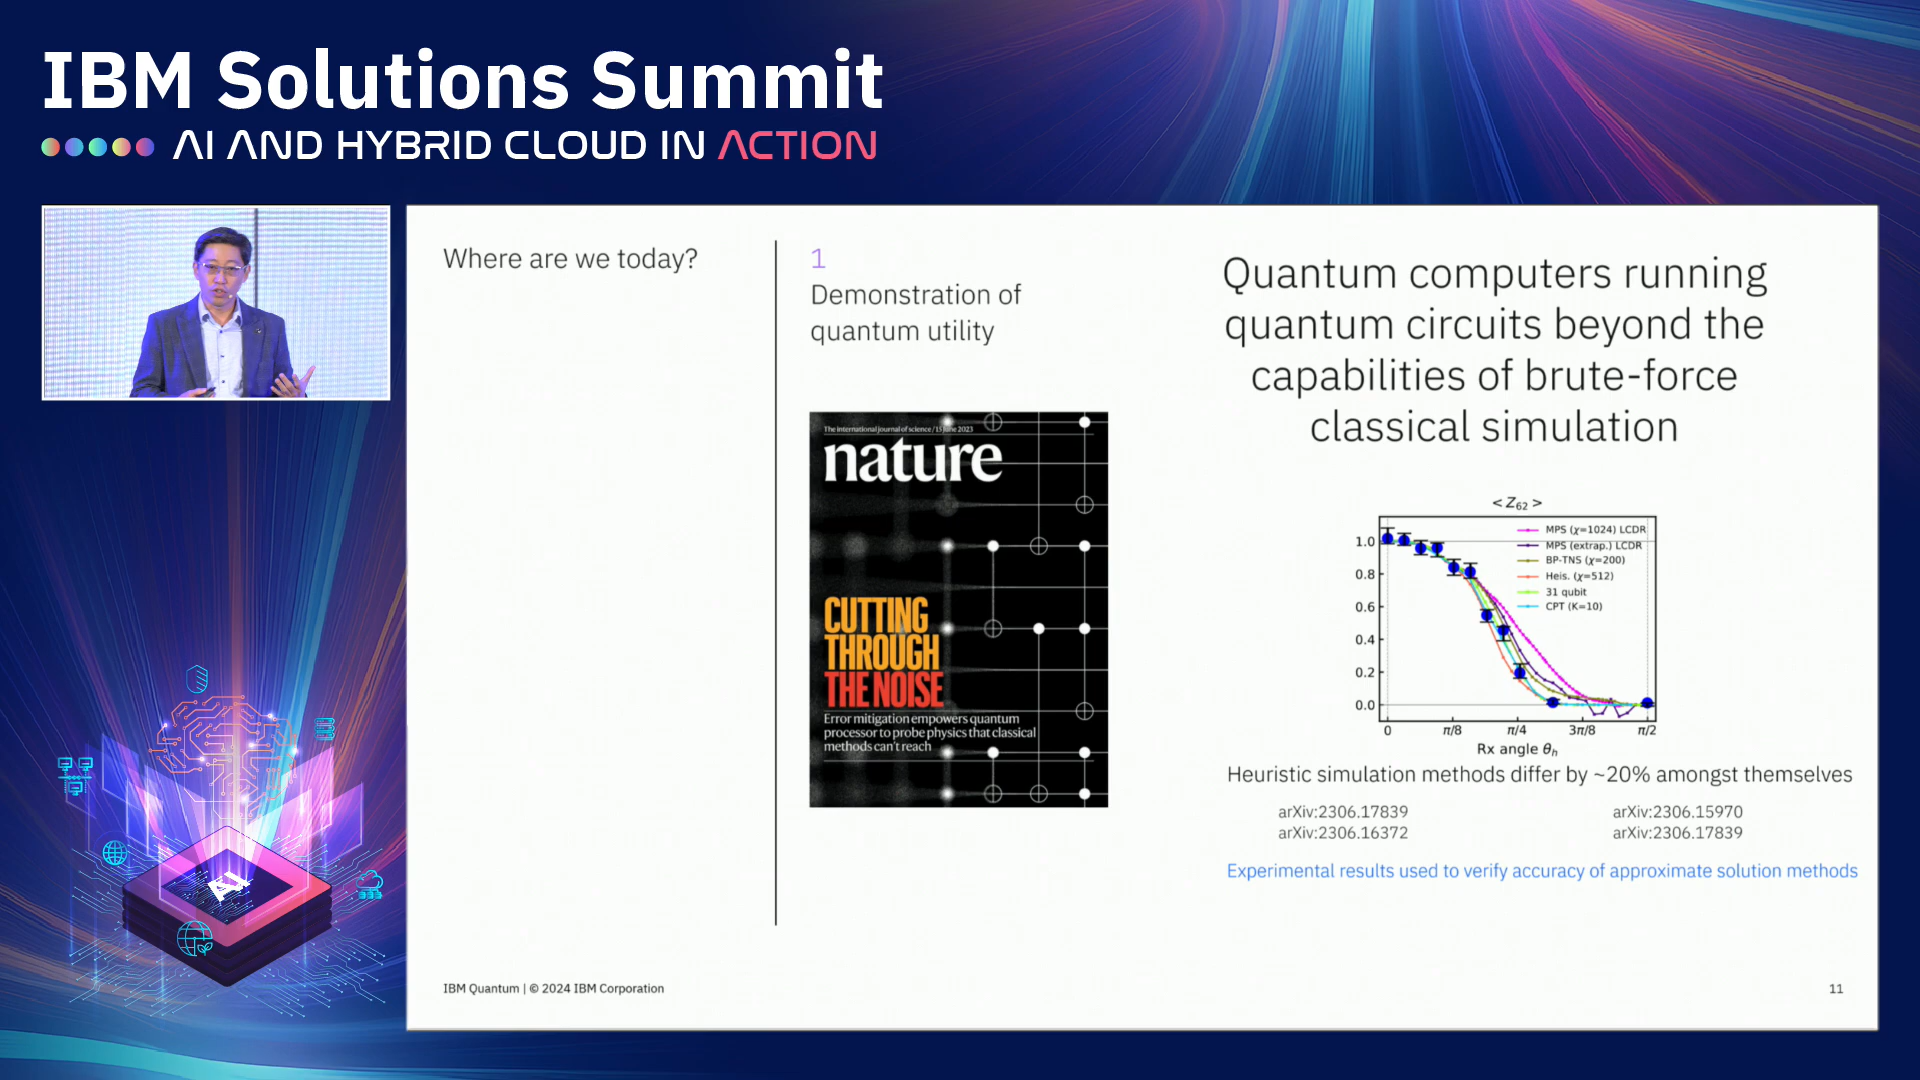 IBM Solutions Summit
AI AND HYBRID CLOUD IN ACTION
Where are we today?
1
Demonstration of
quantum utility
The international journal of science / 15 June 2023
nature
CUTTING
THROUGH
THE NOISE
Error mitigation empowers quantum
processor to probe physics that classical
methods can't reach
Quantum computers running
quantum circuits beyond the
capabilities of brute-force
classical simulation
< Z62 >
MPS (χ=1024) LCDR
MPS (extrap.) LCDR
BP-TNS (χ=200)
Heis. (χ=512)
31 qubit
CPT (K=10)
1.0
0.8
0.6
0.4
0.2
0.0
0 π/8 π/4 3π/8 π/2
Rx angle θh
Heuristic simulation methods differ by ~20% amongst themselves
arXiv:2306.17839 arXiv:2306.15970
arXiv:2306.16372 arXiv:2306.17839
Experimental results used to verify accuracy of approximate solution methods
AI
IBM Quantum | © 2024 IBM Corporation
11